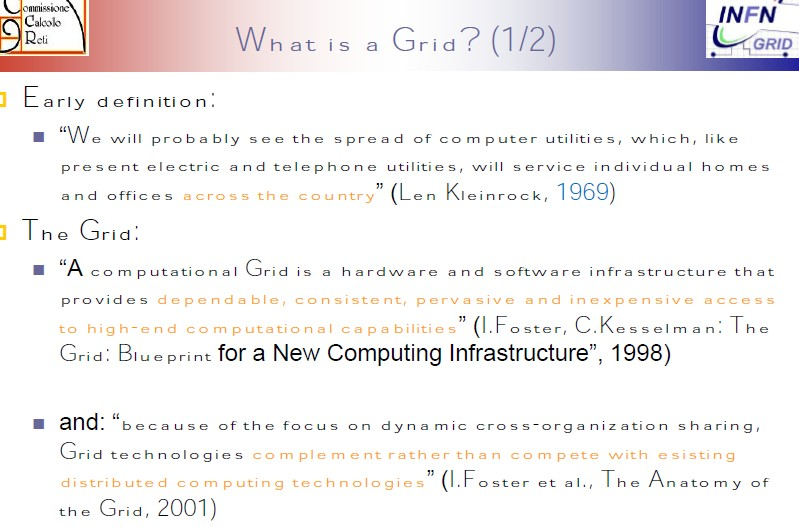 Commissione
Calcolo
Reti
What is a Grid? (1/2)
INFN
GRID
Early definition:
“We will probably see the spread of computer utilities, which, like
present electric and telephone utilities, will service individual homes
and offices across the country” (Len Kleinrock, 1969)
The Grid:
“A computational Grid is a hardware and software infrastructure that
provides dependable, consistent, pervasive and inexpensive access
to high-end computational capabilities” (I.Foster, C.Kesselman: The
Grid: Blueprint for a New Computing Infrastructure”, 1998)
and: “because of the focus on dynamic cross-organization sharing,
Grid technologies complement rather than compete with esisting
distributed computing technologies” (I.Foster et al., The Anatomy of
the Grid, 2001)